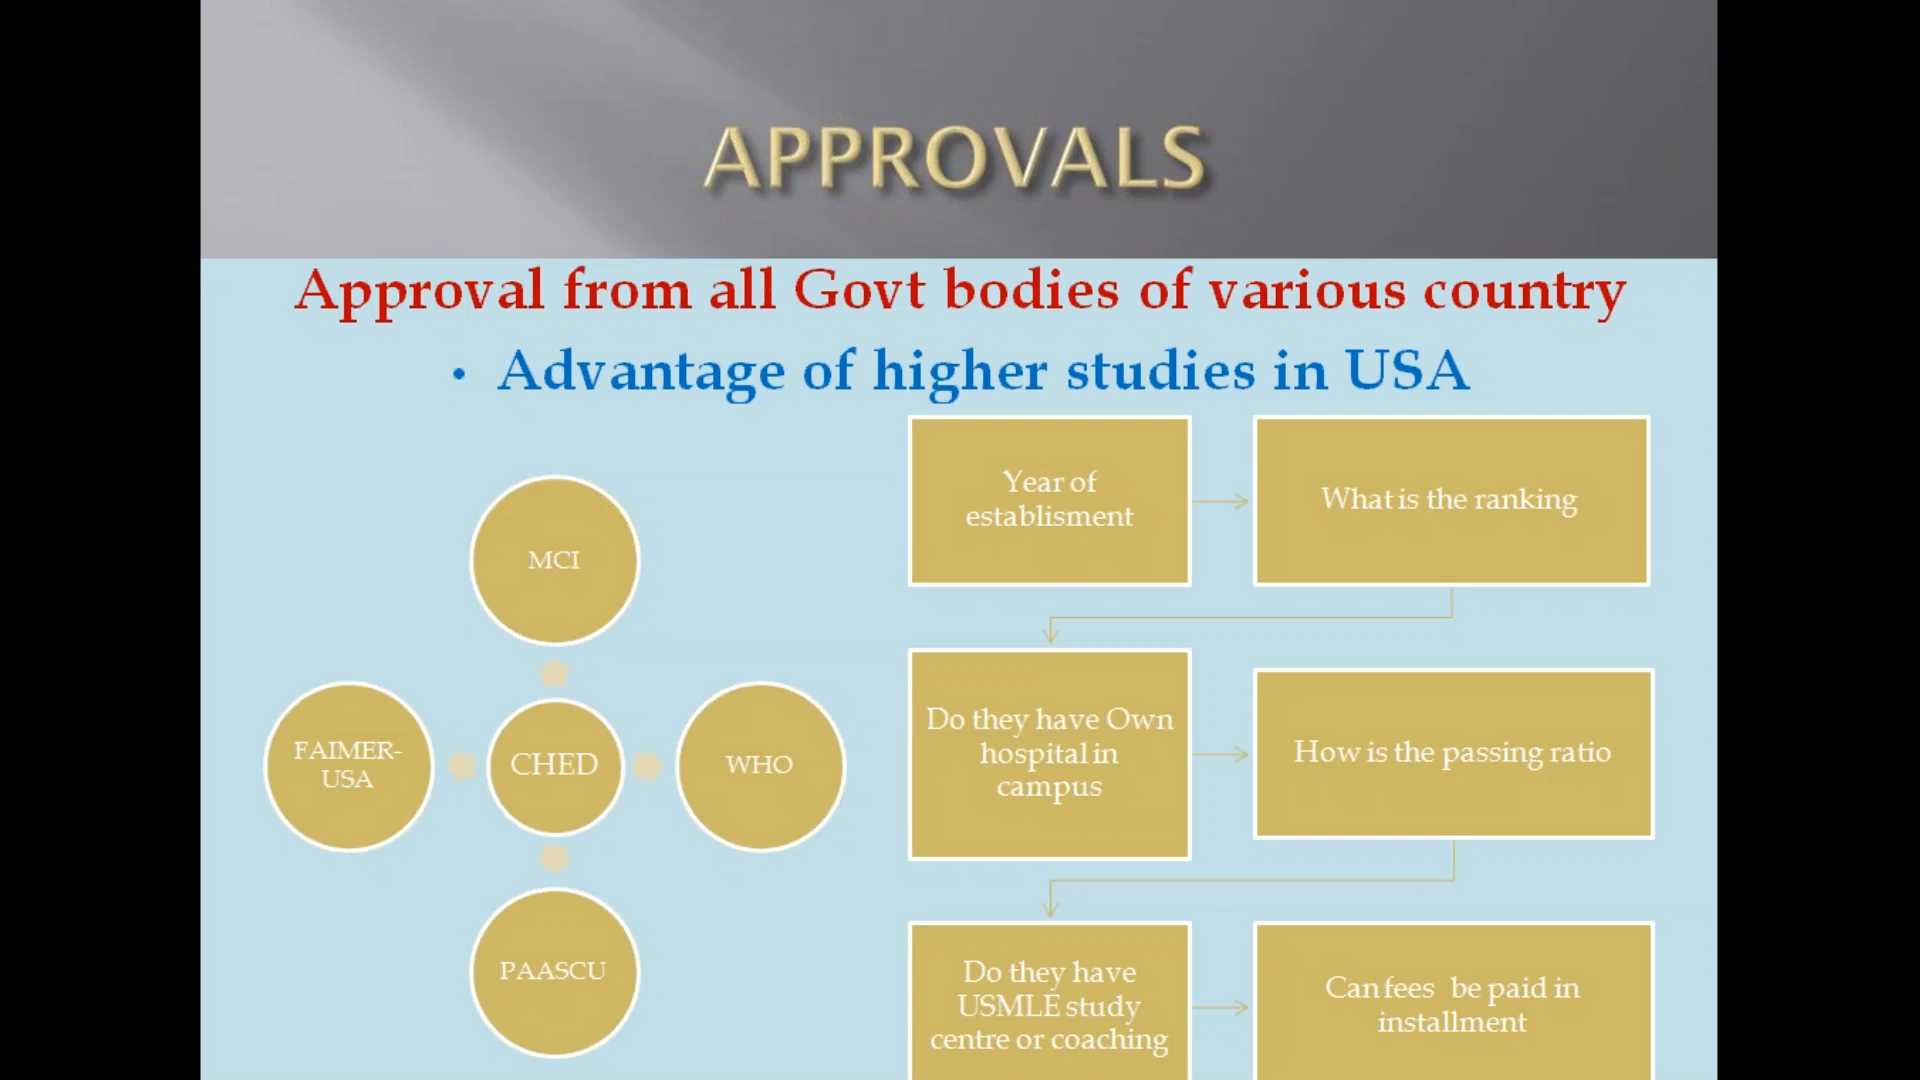 APPROVALS
Approval from all Govt bodies of various country
• Advantage of higher studies in USA
MCI
FAIMER-
USA
CHED
WHO
PAASCU
Year of
establisment
What is the ranking
Do they have Own
hospital in
campus
How is the passing ratio
Do they have
USMLE study
centre or coaching
Can fees be paid in
installment